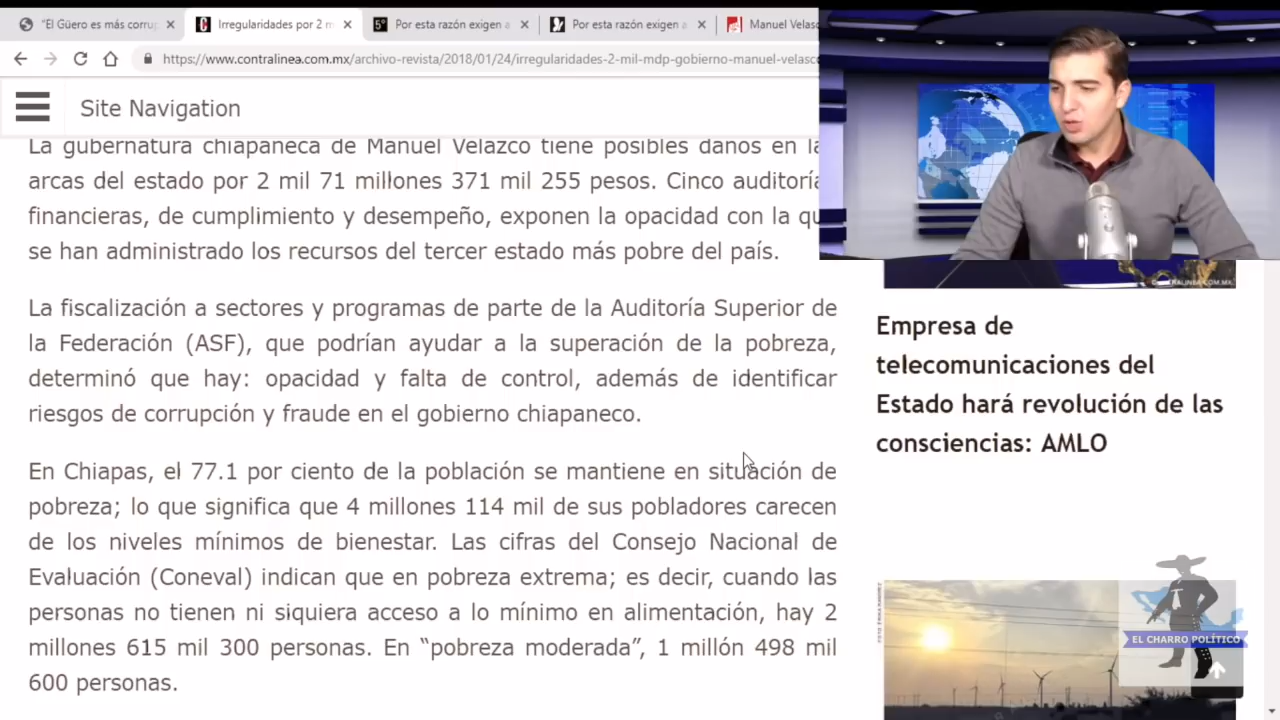 "El Güero es más corrup
Irregularidades por 2 m
Por esta razón exigen a
Por esta razón exigen a
Manuel Velasc
https://www.contralinea.com.mx/archivo-revista/2018/01/24/irregularidades-2-mil-mdp-gobierno-manuel-velasco
Site Navigation
La gubernatura chiapaneca de Manuel Velazco tiene posibles daños en la
arcas del estado por 2 mil 71 millones 371 mil 255 pesos. Cinco auditoría
financieras, de cumplimiento y desempeño, exponen la opacidad con la qu
se han administrado los recursos del tercer estado más pobre del país.
La fiscalización a sectores y programas de parte de la Auditoría Superior de
la Federación (ASF), que podrían ayudar a la superación de la pobreza,
determinó que hay: opacidad y falta de control, además de identificar
riesgos de corrupción y fraude en el gobierno chiapaneco.
En Chiapas, el 77.1 por ciento de la población se mantiene en situación de
pobreza; lo que significa que 4 millones 114 mil de sus pobladores carecen
de los niveles mínimos de bienestar. Las cifras del Consejo Nacional de
Evaluación (Coneval) indican que en pobreza extrema; es decir, cuando las
personas no tienen ni siquiera acceso a lo mínimo en alimentación, hay 2
millones 615 mil 300 personas. En “pobreza moderada”, 1 millón 498 mil
600 personas.
Empresa de
telecomunicaciones del
Estado hará revolución de las
consciencias: AMLO
EL CHARRO POLÍTICO